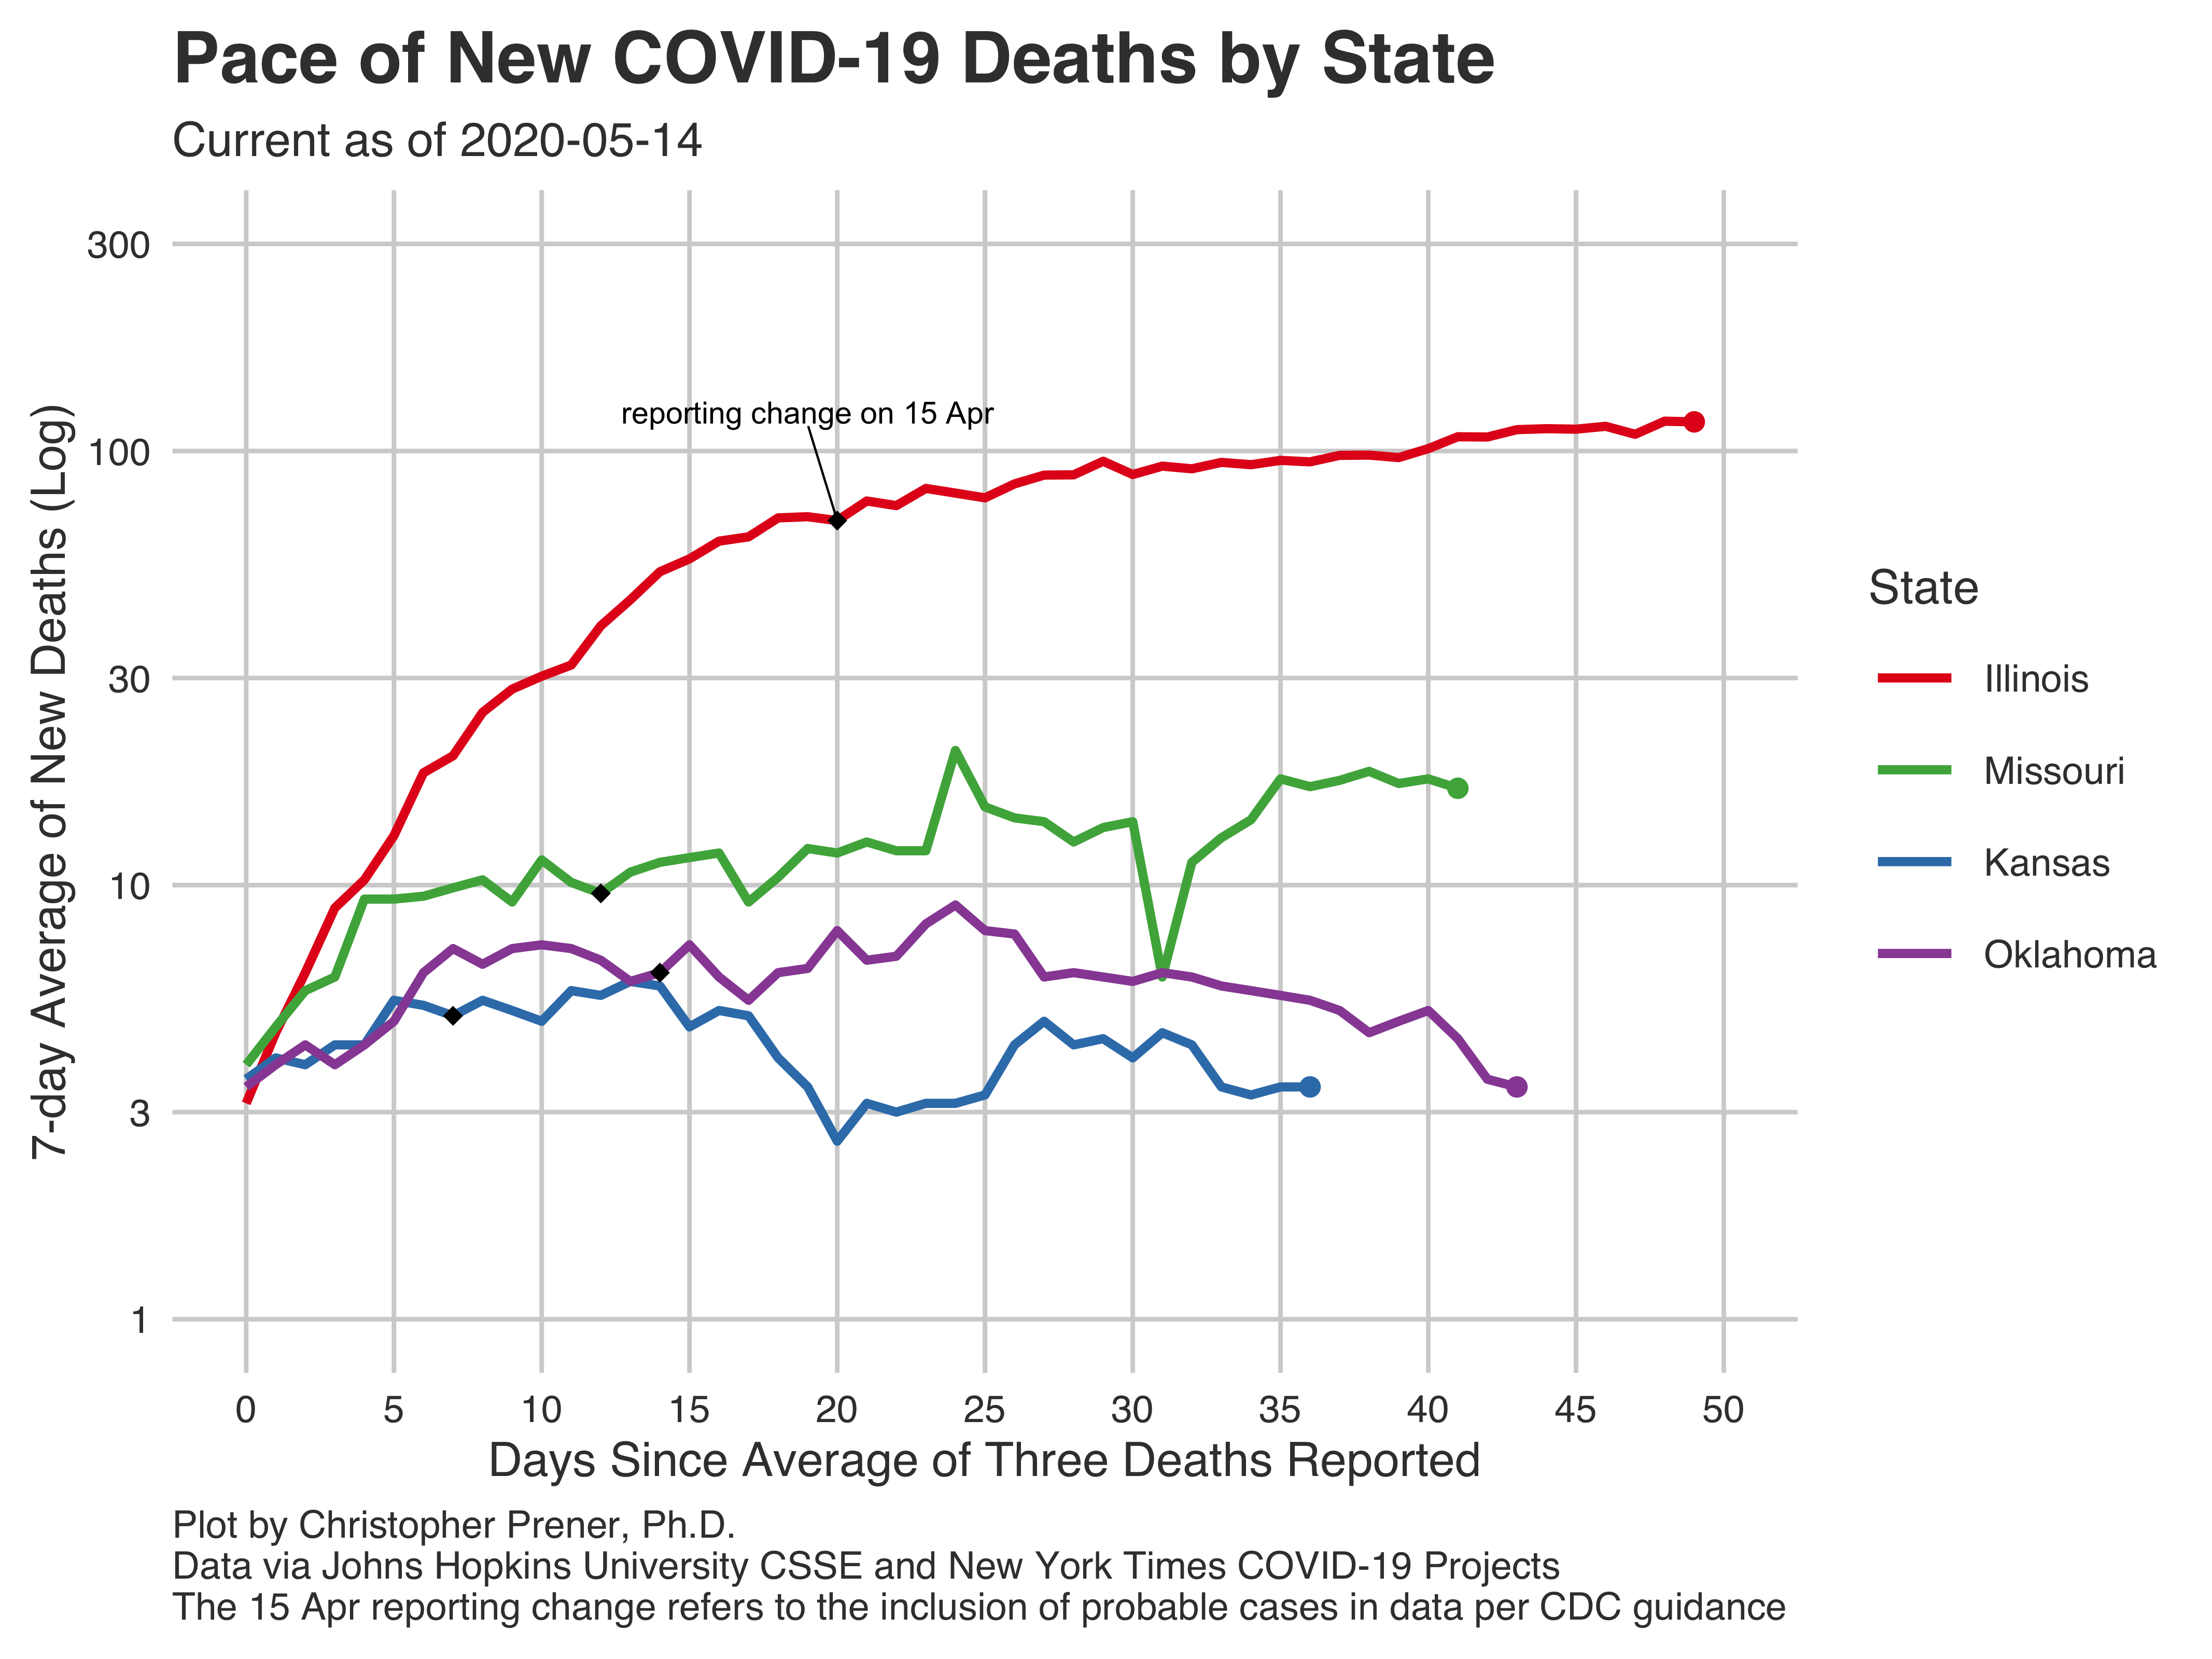 Pace of New COVID-19 Deaths by State
Current as of 2020-05-14
7-day Average of New Deaths (Log)
300
100
30
10
3
1
reporting change on 15 Apr
State
Illinois
Missouri
Kansas
Oklahoma
0 5 10 15 20 25 30 35 40 45 50
Days Since Average of Three Deaths Reported
Plot by Christopher Prener, Ph.D.
Data via Johns Hopkins University CSSE and New York Times COVID-19 Projects
The 15 Apr reporting change refers to the inclusion of probable cases in data per CDC guidance